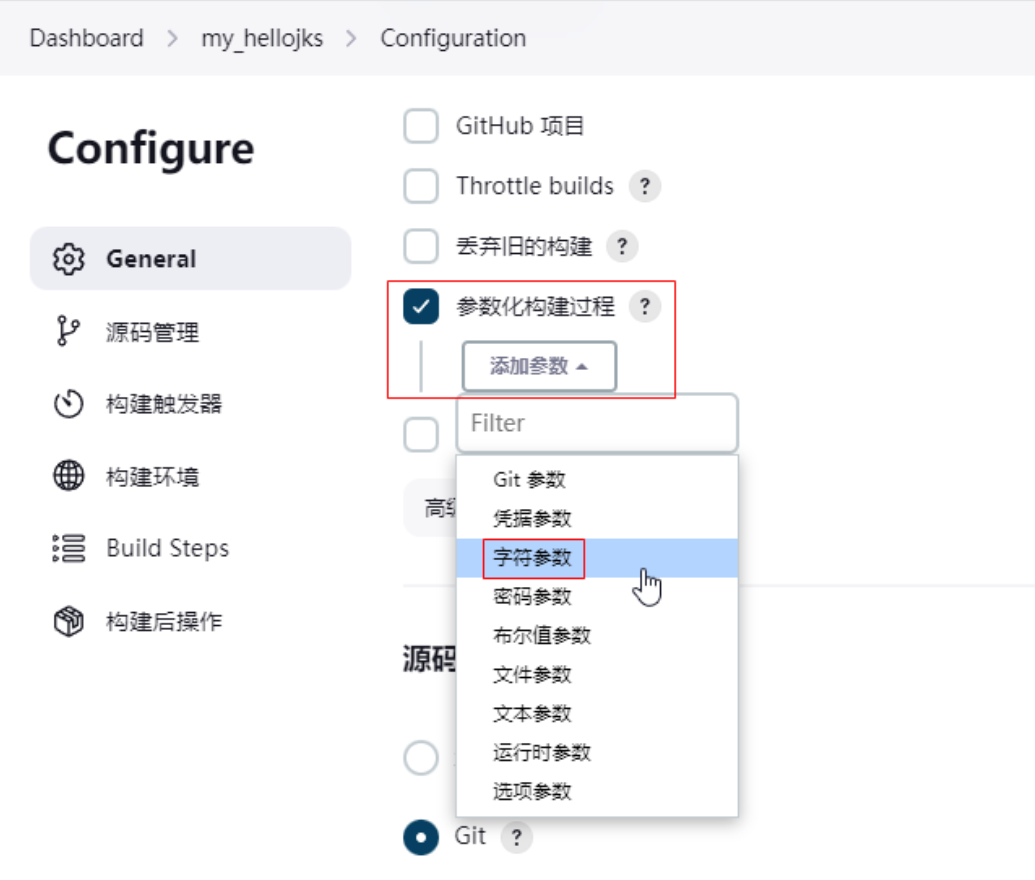 Dashboard > my_hellojks > Configuration
Configure
General
源码管理
构建触发器
构建环境
Build Steps
构建后操作
GitHub 项目
Throttle builds ?
丢弃旧的构建 ?
参数化构建过程 ?
添加参数
Filter
Git 参数
凭据参数
字符参数
密码参数
布尔值参数
文件参数
文本参数
运行时参数
选项参数
高
源码
Git ?